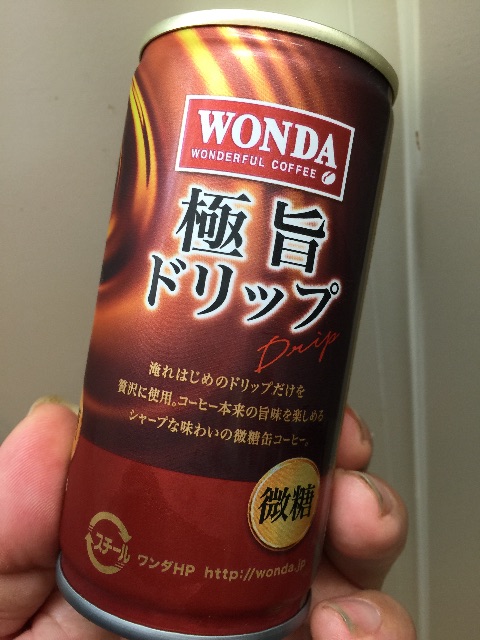 WONDA
WONDERFUL COFFEE
極旨
ドリップ
Drip
淹れはじめのドリップだけを
贅沢に使用。コーヒー本来の旨味を楽しめる
シャープな味わいの微糖缶コーヒー。
微糖
スチール ワンダHP http://wonda.jp